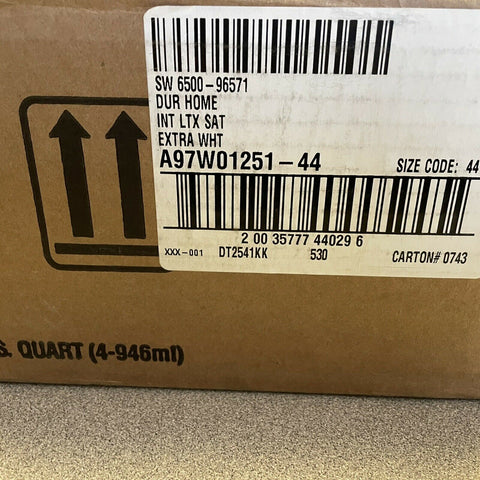 SW 6500-96571
DUR HOME
INT LTX SAT
EXTRA WHT
A97W01251-44 SIZE CODE: 44
2 00 35777 44029 6
XXX-001 DT2541KK 530 CARTON# 0743
S. QUART (4-946ml)